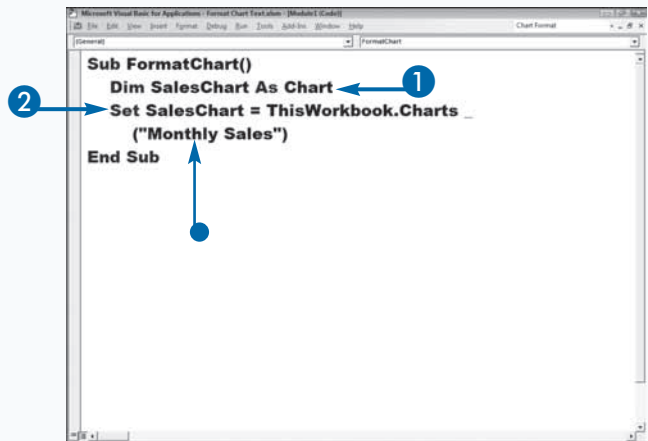 Microsoft Visual Basic for Applications - Format Chart Text.xlsm - [Module1 (Code)]
File Edit View Insert Format Debug Run Tools Add-Ins Window Help Chart Format
(General) FormatChart
Sub FormatChart()
Dim SalesChart As Chart
1
2
Set SalesChart = ThisWorkbook.Charts _
("Monthly Sales")
End Sub